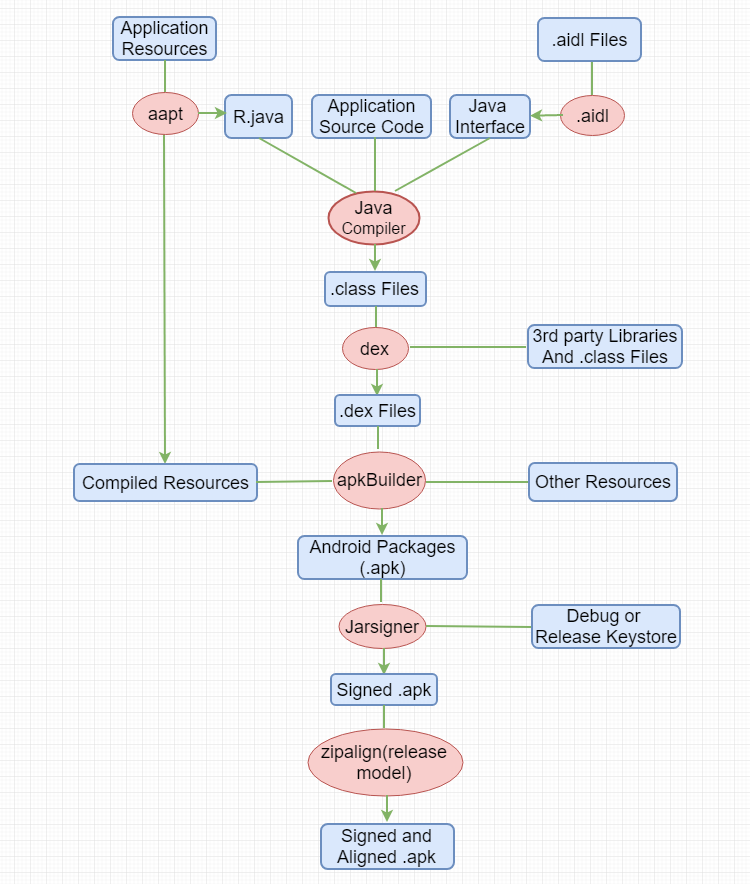 Application
Resources
.aidl Files
aapt
R.java
Application
Source Code
Java
Interface
.aidl
Java
Compiler
.class Files
dex
3rd party Libraries
And .class Files
.dex Files
Compiled Resources
apkBuilder
Other Resources
Android Packages
(.apk)
Jarsigner
Debug or
Release Keystore
Signed .apk
zipalign(release
model)
Signed and
Aligned .apk